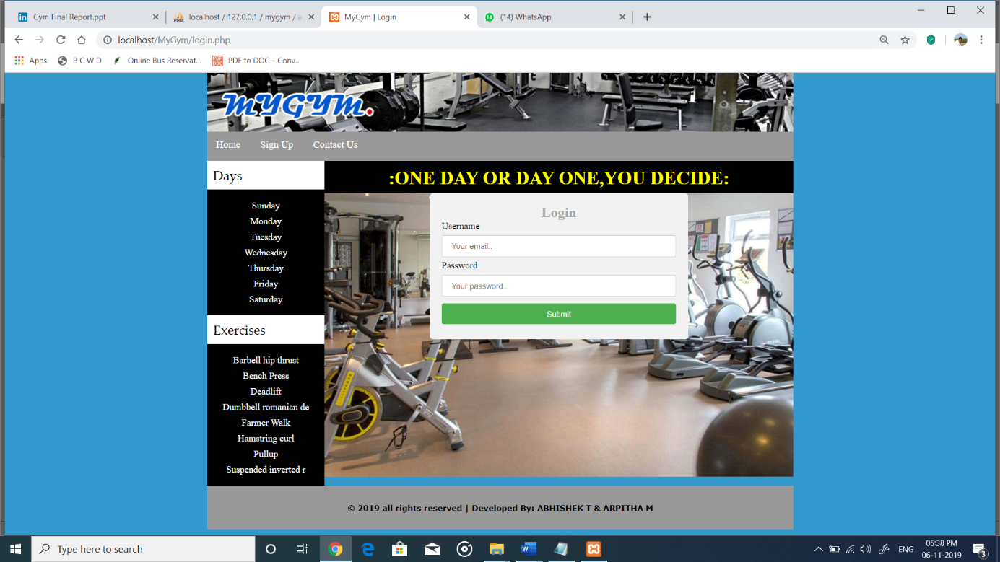 Gym Final Report.ppt
localhost / 127.0.0.1 / mygym /
MyGym | Login
(14) WhatsApp
localhost/MyGym/login.php
Apps
B C W D
Online Bus Reservat...
PDF to DOC – Conv...
MYGYM.
Home Sign Up Contact Us
Days
Sunday
Monday
Tuesday
Wednesday
Thursday
Friday
Saturday
Exercises
Barbell hip thrust
Bench Press
Deadlift
Dumbbell romanian de
Farmer Walk
Hamstring curl
Pullup
Suspended inverted r
:ONE DAY OR DAY ONE,YOU DECIDE:
Login
Username
Your email..
Password
Your password..
Submit
© 2019 all rights reserved | Developed By: ABHISHEK T & ARPITHA M
Type here to search
ENG
05:38 PM
06-11-2019
3